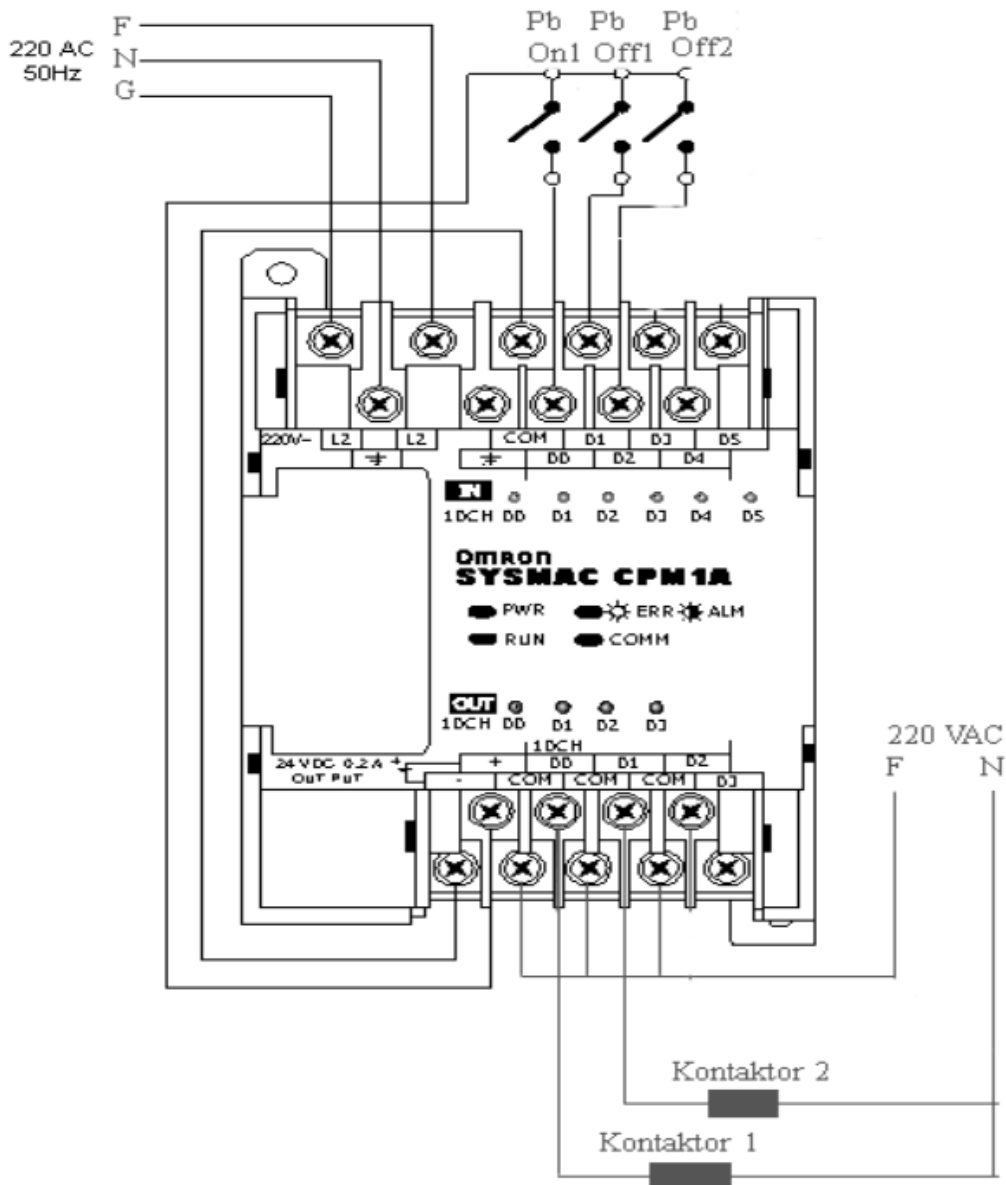 F
220 AC
50Hz
N
G
Pb Pb Pb
On1 Off1 Off2
220V~ L2 L2 COM D1 D3 D5
DD D2 D4
IN
1DCH DD D1 D2 D3 D4 D5
OMRON
SYSMAC CPM1A
PWR ERR ALM
RUN COMM
OUT
1DCH DD D1 D2 D3
1DCH
24 VDC 0.2 A + + DD D1 D2
OUT PUT - COM COM COM D3
220 VAC
F N
Kontaktor 2
Kontaktor 1